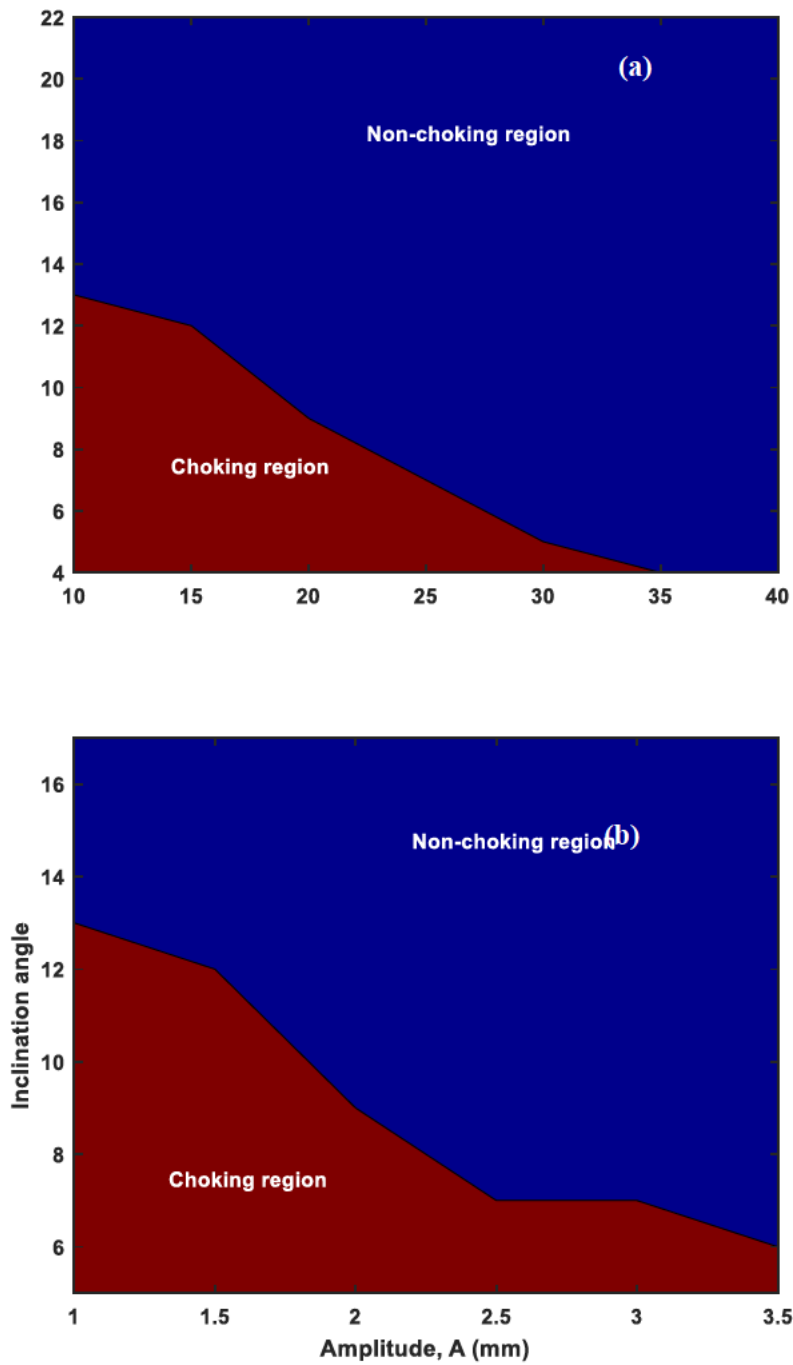 22
(a)
20
Non-choking region
18
16
14
12
10
8
Choking region
6
4
10 15 20 25 30 35 40
16
Non-choking region(b)
14
12
10
8
Choking region
6
Inclination angle
1 1.5 2 2.5 3 3.5
Amplitude, A (mm)